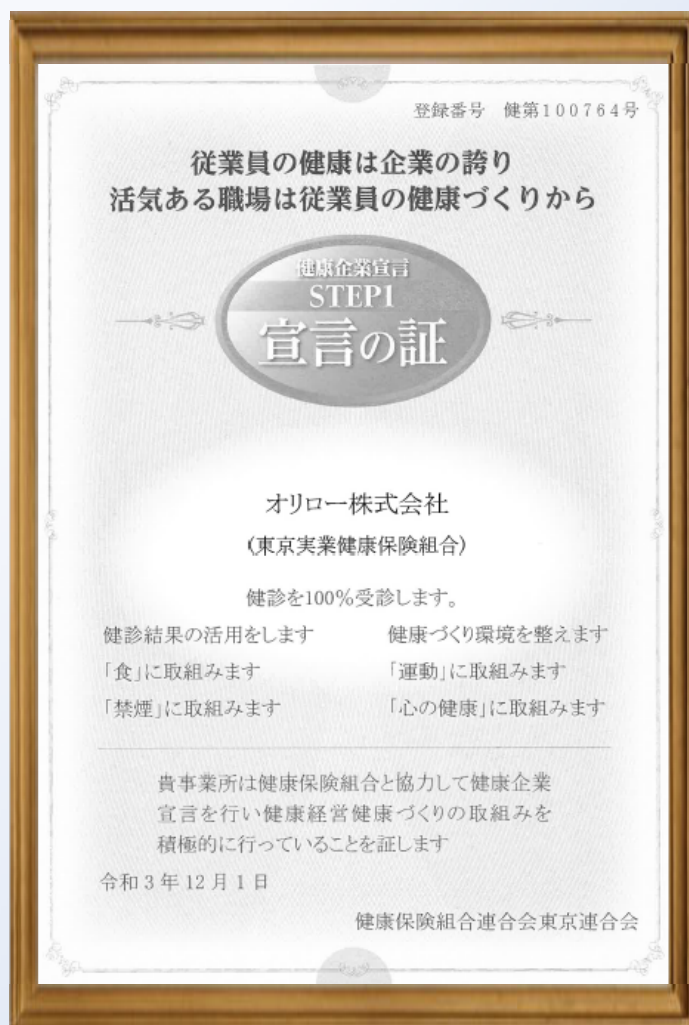 登録番号　健第100764号
従業員の健康は企業の誇り
活気ある職場は従業員の健康づくりから
健康企業宣言
STEP1
宣言の証
オリロー株式会社
(東京実業健康保険組合)
健診を100％受診します。
健診結果の活用をします　健康づくり環境を整えます
「食」に取組みます　「運動」に取組みます
「禁煙」に取組みます　「心の健康」に取組みます
貴事業所は健康保険組合と協力して健康企業
宣言を行い健康経営健康づくりの取組みを
積極的に行っていることを証します
令和3年12月1日
健康保険組合連合会東京連合会